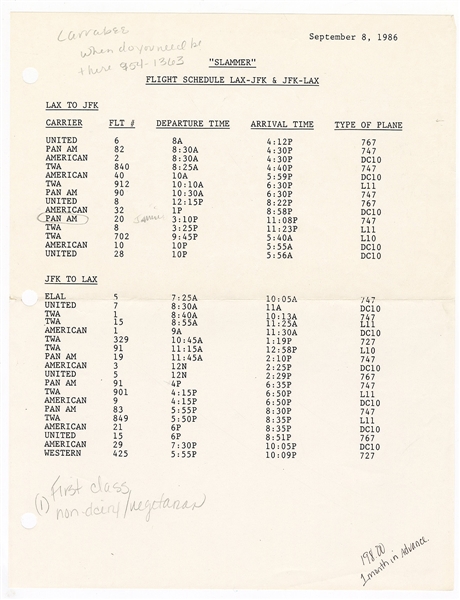 Larrabee
when do you need be
there 854-1363
September 8, 1986
"SLAMMER"
FLIGHT SCHEDULE LAX-JFK & JFK-LAX
LAX TO JFK
CARRIER FLT # DEPARTURE TIME ARRIVAL TIME TYPE OF PLANE
UNITED 6 8A 4:12P 767
PAN AM 82 8:30A 4:30P 747
AMERICAN 2 8:30A 4:30P DC10
TWA 840 8:25A 4:40P 747
AMERICAN 40 10A 5:59P DC10
TWA 912 10:10A 6:30P L11
PAN AM 90 10:30A 6:30P 747
UNITED 8 12:15P 8:22P 767
AMERICAN 32 1P 8:58P DC10
PAN AM 20 3:10P 11:08P 747
TWA 8 3:25P 11:23P L11
TWA 702 9:45P 5:40A L10
AMERICAN 10 10P 5:55A DC10
UNITED 28 10P 5:56A DC10
JFK TO LAX
ELAL 5 7:25A 10:05A 747
UNITED 7 8:30A 11A DC10
TWA 1 8:40A 10:13A 747
TWA 15 8:55A 11:25A L11
AMERICAN 1 9A 11:30A DC10
TWA 329 10:45A 1:19P 727
TWA 91 11:15A 12:58P L10
PAN AM 19 11:45A 2:10P 747
AMERICAN 3 12N 2:25P DC10
UNITED 5 12N 2:29P 767
PAN AM 91 4P 6:35P 747
TWA 901 4:15P 6:50P L11
AMERICAN 9 4:15P 6:50P DC10
PAN AM 83 5:55P 8:30P 747
TWA 849 5:50P 8:35P L11
AMERICAN 21 6P 8:35P DC10
UNITED 15 6P 8:51P 767
AMERICAN 29 7:30P 10:05P DC10
WESTERN 425 5:55P 10:09P 727
First class
(1) non-dairy/vegetarian
198.00
1 month in advance